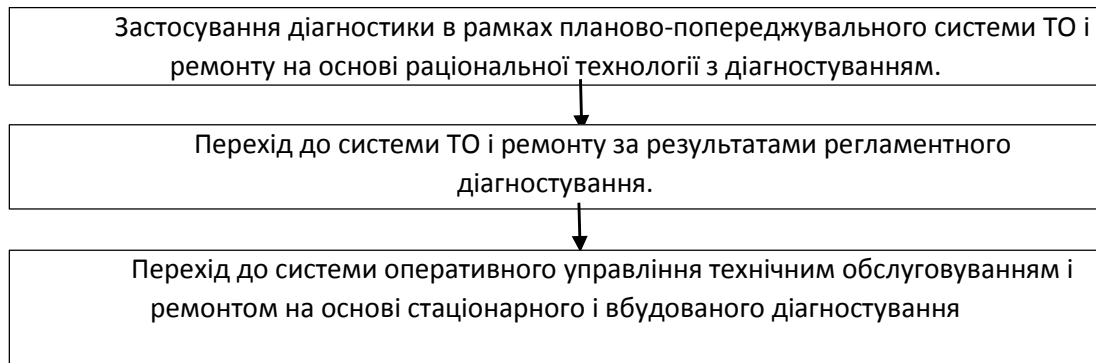 Застосування діагностики в рамках планово-попереджувального системи ТО і
ремонту на основі раціональної технології з діагностуванням.
Перехід до системи ТО і ремонту за результатами регламентного
діагностування.
Перехід до системи оперативного управління технічним обслуговуванням і
ремонтом на основі стаціонарного і вбудованого діагностування